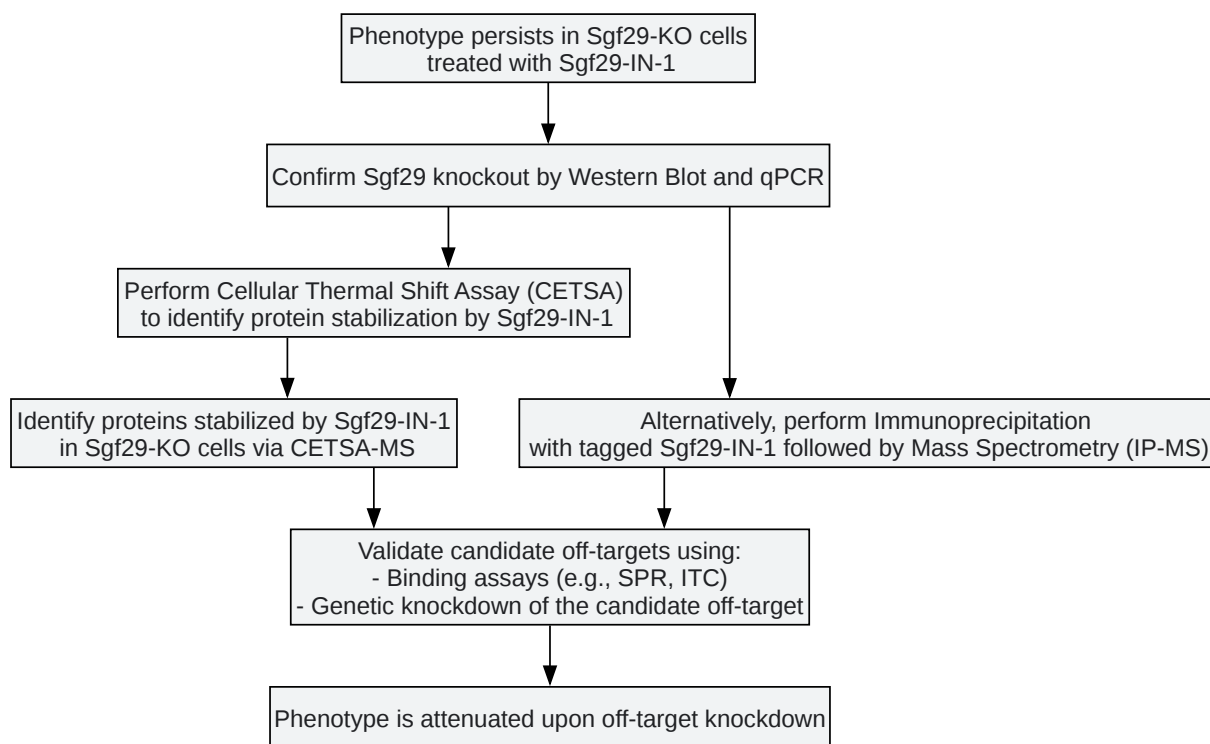 Phenotype persists in Sgf29-KO cells
treated with Sgf29-IN-1
Confirm Sgf29 knockout by Western Blot and qPCR
Perform Cellular Thermal Shift Assay (CETSA)
to identify protein stabilization by Sgf29-IN-1
Identify proteins stabilized by Sgf29-IN-1
in Sgf29-KO cells via CETSA-MS
Alternatively, perform Immunoprecipitation
with tagged Sgf29-IN-1 followed by Mass Spectrometry (IP-MS)
Validate candidate off-targets using:
- Binding assays (e.g., SPR, ITC)
- Genetic knockdown of the candidate off-target
Phenotype is attenuated upon off-target knockdown